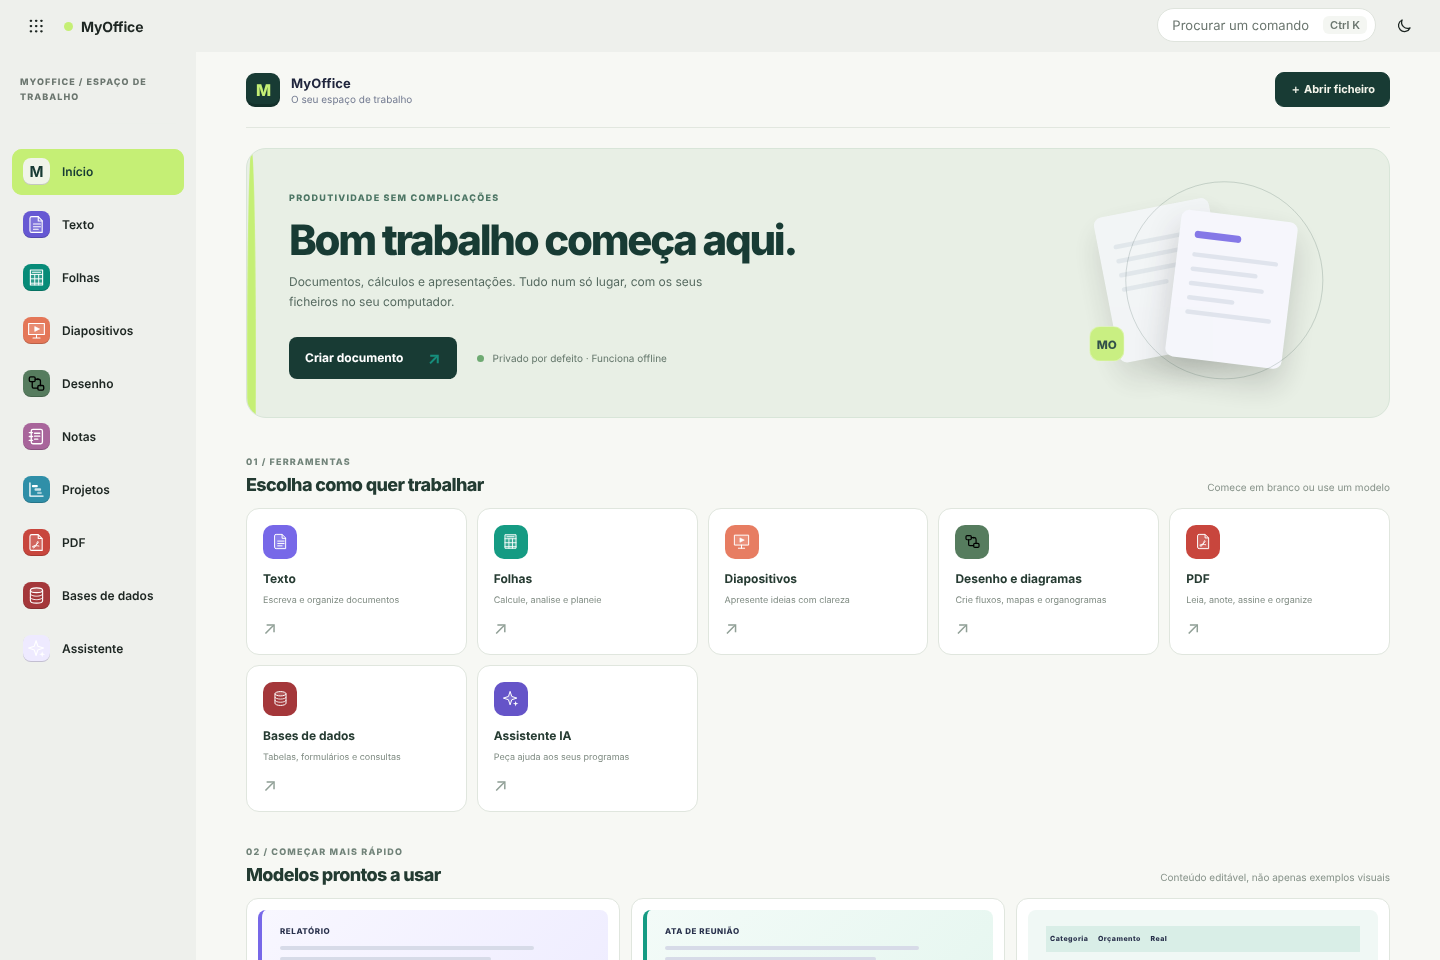 MyOffice
Procurar um comando
Ctrl K
MYOFFICE / ESPAÇO DE
TRABALHO
M
Início
Texto
Folhas
Diapositivos
Desenho
Notas
Projetos
PDF
Bases de dados
Assistente
M
MyOffice
O seu espaço de trabalho
+ Abrir ficheiro
PRODUTIVIDADE SEM COMPLICAÇÕES
Bom trabalho começa aqui.
Documentos, cálculos e apresentações. Tudo num só lugar, com os seus
ficheiros no seu computador.
Criar documento
Privado por defeito · Funciona offline
MO
01 / FERRAMENTAS
Escolha como quer trabalhar
Comece em branco ou use um modelo
Texto
Escreva e organize documentos
Folhas
Calcule, analise e planeie
Diapositivos
Apresente ideias com clareza
Desenho e diagramas
Crie fluxos, mapas e organogramas
PDF
Leia, anote, assine e organize
Bases de dados
Tabelas, formulários e consultas
Assistente IA
Peça ajuda aos seus programas
02 / COMEÇAR MAIS RÁPIDO
Modelos prontos a usar
Conteúdo editável, não apenas exemplos visuais
RELATÓRIO
ATA DE REUNIÃO
Categoria Orçamento Real